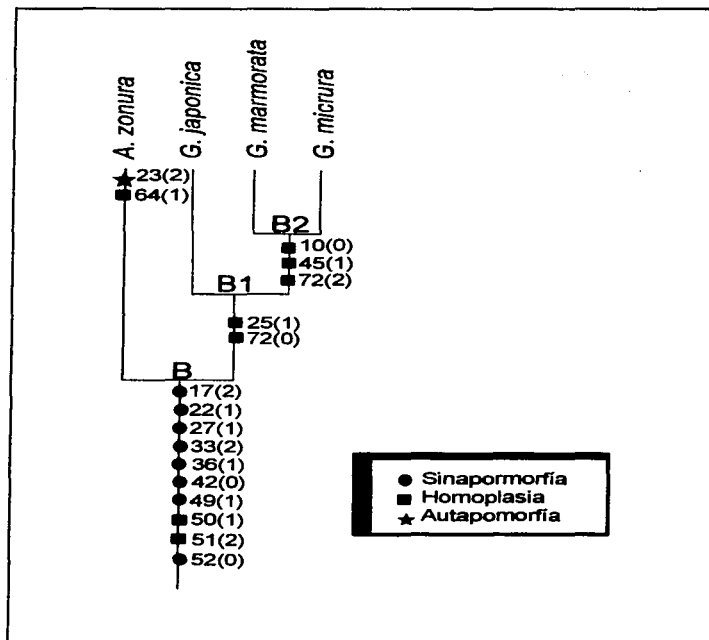 A. zonura
G. japonica
G. marmorata
G. micrura
23(2)
64(1)
B2
10(0)
45(1)
72(2)
B1
25(1)
72(0)
B
17(2)
22(1)
27(1)
33(2)
36(1)
42(0)
49(1)
50(1)
51(2)
52(0)
Sinapormorfía
Homoplasia
Autapomorfía